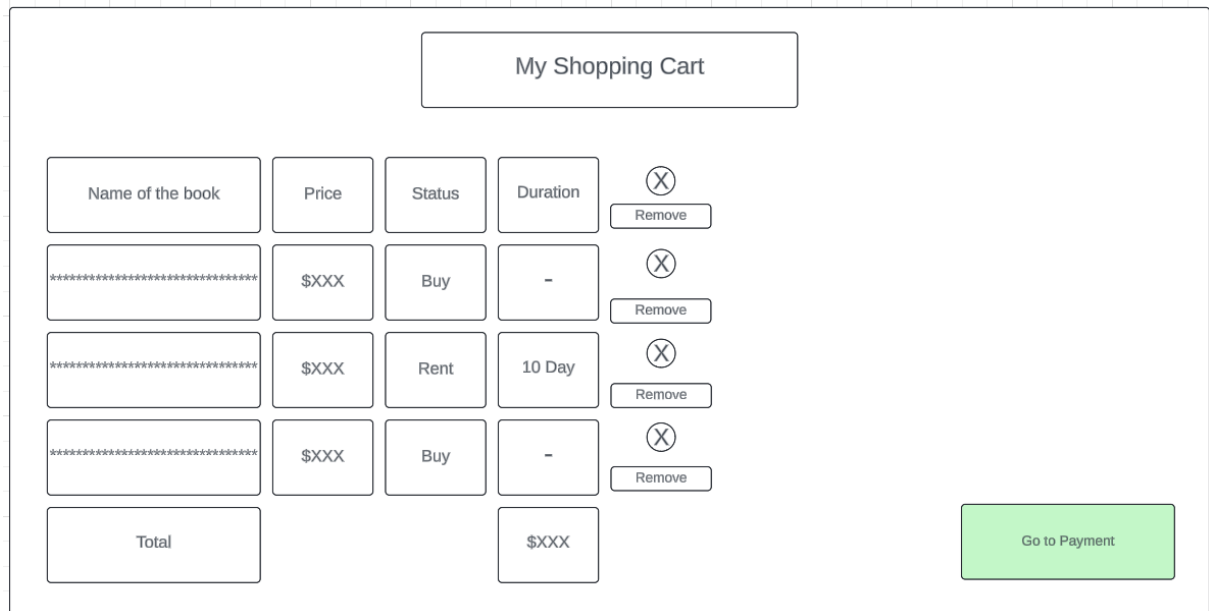 My Shopping Cart
Name of the book Price Status Duration X
Remove
********************************* $XXX Buy - X
Remove
********************************* $XXX Rent 10 Day X
Remove
********************************* $XXX Buy - X
Remove
Total $XXX Go to Payment